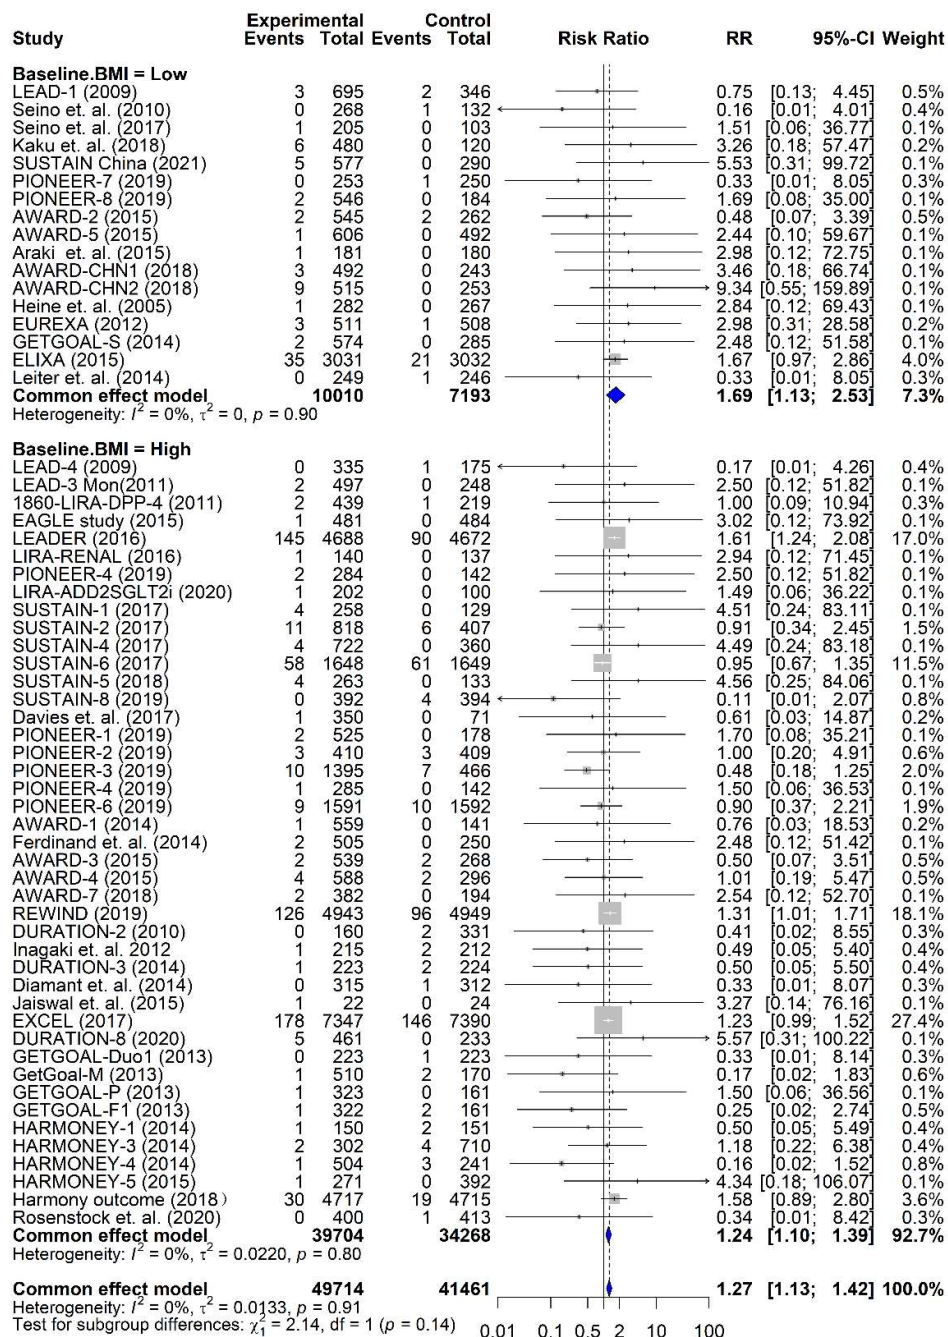 Experimental Control
Study Events Total Events Total Risk Ratio RR 95%-CI Weight
Baseline.BMI = Low
LEAD-1 (2009) 3 695 2 346 0.75 [0.13; 4.45] 0.5%
Seino et. al. (2010) 0 268 1 132 0.16 [0.01; 4.01] 0.4%
Seino et. al. (2017) 1 205 0 103 1.51 [0.06; 36.77] 0.1%
Kaku et. al. (2018) 6 480 0 120 3.26 [0.18; 57.47] 0.2%
SUSTAIN China (2021) 5 577 0 290 5.53 [0.31; 99.72] 0.1%
PIONEER-7 (2019) 0 253 1 250 0.33 [0.01; 8.05] 0.3%
PIONEER-8 (2019) 2 546 0 184 1.69 [0.08; 35.00] 0.1%
AWARD-2 (2015) 2 545 2 262 0.48 [0.07; 3.39] 0.5%
AWARD-5 (2015) 1 606 0 492 2.44 [0.10; 59.67] 0.1%
Araki et. al. (2015) 1 181 0 180 2.98 [0.12; 72.75] 0.1%
AWARD-CHN1 (2018) 3 492 0 243 3.46 [0.18; 66.74] 0.1%
AWARD-CHN2 (2018) 9 515 0 253 9.34 [0.55; 159.89] 0.1%
Heine et. al. (2005) 1 282 0 267 2.84 [0.12; 69.43] 0.1%
EUREXA (2012) 3 511 1 508 2.98 [0.31; 28.58] 0.2%
GETGOAL-S (2014) 2 574 0 285 2.48 [0.12; 51.58] 0.1%
ELIXA (2015) 35 3031 21 3032 1.67 [0.97; 2.86] 4.0%
Leiter et. al. (2014) 0 249 1 246 0.33 [0.01; 8.05] 0.3%
Common effect model 10010 7193 1.69 [1.13; 2.53] 7.3%
Heterogeneity: I² = 0%, τ² = 0, p = 0.90
Baseline.BMI = High
LEAD-4 (2009) 0 335 1 175 0.17 [0.01; 4.26] 0.4%
LEAD-3 Mon(2011) 2 497 0 248 2.50 [0.12; 51.82] 0.1%
1860-LIRA-DPP-4 (2011) 2 439 1 219 1.00 [0.09; 10.94] 0.3%
EAGLE study (2015) 1 481 0 484 3.02 [0.12; 73.92] 0.1%
LEADER (2016) 145 4688 90 4672 1.61 [1.24; 2.08] 17.0%
LIRA-RENAL (2016) 1 140 0 137 2.94 [0.12; 71.45] 0.1%
PIONEER-4 (2019) 2 284 0 142 2.50 [0.12; 51.82] 0.1%
LIRA-ADD2SGLT2i (2020) 1 202 0 100 1.49 [0.06; 36.22] 0.1%
SUSTAIN-1 (2017) 4 258 0 129 4.51 [0.24; 83.11] 0.1%
SUSTAIN-2 (2017) 11 818 6 407 0.91 [0.34; 2.45] 1.5%
SUSTAIN-4 (2017) 4 722 0 360 4.49 [0.24; 83.18] 0.1%
SUSTAIN-6 (2017) 58 1648 61 1649 0.95 [0.67; 1.35] 11.5%
SUSTAIN-5 (2018) 4 263 0 133 4.56 [0.25; 84.06] 0.1%
SUSTAIN-8 (2019) 0 392 4 394 0.11 [0.01; 2.07] 0.8%
Davies et. al. (2017) 1 350 0 71 0.61 [0.03; 14.87] 0.2%
PIONEER-1 (2019) 2 525 0 178 1.70 [0.08; 35.21] 0.1%
PIONEER-2 (2019) 3 410 3 409 1.00 [0.20; 4.91] 0.6%
PIONEER-3 (2019) 10 1395 7 466 0.48 [0.18; 1.25] 2.0%
PIONEER-4 (2019) 1 285 0 142 1.50 [0.06; 36.53] 0.1%
PIONEER-6 (2019) 9 1591 10 1592 0.90 [0.37; 2.21] 1.9%
AWARD-1 (2014) 1 559 0 141 0.76 [0.03; 18.53] 0.2%
Ferdinand et. al. (2014) 2 505 0 250 2.48 [0.12; 51.42] 0.1%
AWARD-3 (2015) 2 539 2 268 0.50 [0.07; 3.51] 0.5%
AWARD-4 (2015) 4 588 2 296 1.01 [0.19; 5.47] 0.5%
AWARD-7 (2018) 2 382 0 194 2.54 [0.12; 52.70] 0.1%
REWIND (2019) 126 4943 96 4949 1.31 [1.01; 1.71] 18.1%
DURATION-2 (2010) 0 160 2 331 0.41 [0.02; 8.55] 0.3%
Inagaki et. al. 2012 1 215 2 212 0.49 [0.05; 5.40] 0.4%
DURATION-3 (2014) 1 223 2 224 0.50 [0.05; 5.50] 0.4%
Diamant et. al. (2014) 0 315 1 312 0.33 [0.01; 8.07] 0.3%
Jaiswal et. al. (2015) 1 22 0 24 3.27 [0.14; 76.16] 0.1%
EXCEL (2017) 178 7347 146 7390 1.23 [0.99; 1.52] 27.4%
DURATION-8 (2020) 5 461 0 233 5.57 [0.31; 100.22] 0.1%
GETGOAL-Duo1 (2013) 0 223 1 223 0.33 [0.01; 8.14] 0.3%
GetGoal-M (2013) 1 510 2 170 0.17 [0.02; 1.83] 0.6%
GETGOAL-P (2013) 1 323 0 161 1.50 [0.06; 36.56] 0.1%
GETGOAL-F1 (2013) 1 322 2 161 0.25 [0.02; 2.74] 0.5%
HARMONEY-1 (2014) 1 150 2 151 0.50 [0.05; 5.49] 0.4%
HARMONEY-3 (2014) 2 302 4 710 1.18 [0.22; 6.38] 0.4%
HARMONEY-4 (2014) 1 504 3 241 0.16 [0.02; 1.52] 0.8%
HARMONEY-5 (2015) 1 271 0 392 4.34 [0.18; 106.07] 0.1%
Harmony outcome (2018) 30 4717 19 4715 1.58 [0.89; 2.80] 3.6%
Rosenstock et. al. (2020) 0 400 1 413 0.34 [0.01; 8.42] 0.3%
Common effect model 39704 34268 1.24 [1.10; 1.39] 92.7%
Heterogeneity: I² = 0%, τ² = 0.0220, p = 0.80
Common effect model 49714 41461 1.27 [1.13; 1.42] 100.0%
Heterogeneity: I² = 0%, τ² = 0.0133, p = 0.91
Test for subgroup differences: χ²₁ = 2.14, df = 1 (p = 0.14)
0.01 0.1 0.5 2 10 100